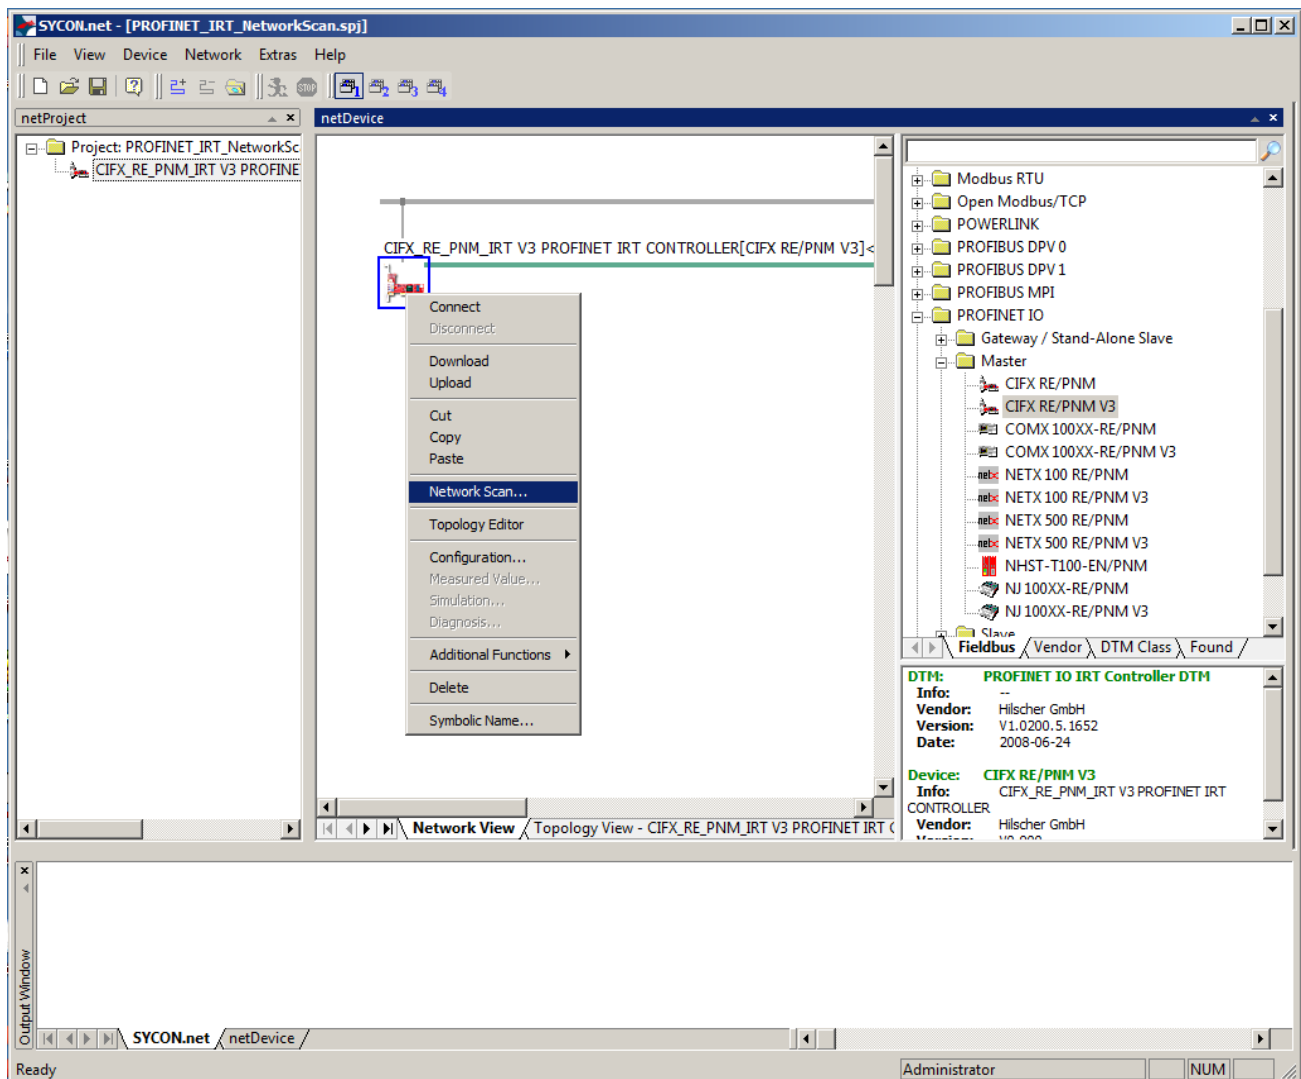 SYCON.net - [PROFINET_IRT_NetworkScan.spj]
File View Device Network Extras Help
netProject
Project: PROFINET_IRT_NetworkSc
CIFX_RE_PNM_IRT V3 PROFINE
netDevice
CIFX_RE_PNM_IRT V3 PROFINET IRT CONTROLLER[CIFX RE/PNM V3]<
Connect
Disconnect
Download
Upload
Cut
Copy
Paste
Network Scan...
Topology Editor
Configuration...
Measured Value...
Simulation...
Diagnosis...
Additional Functions
Delete
Symbolic Name...
Network View Topology View - CIFX_RE_PNM_IRT V3 PROFINET IRT
Modbus RTU
Open Modbus/TCP
POWERLINK
PROFIBUS DPV0
PROFIBUS DPV1
PROFIBUS MPI
PROFINET IO
Gateway / Stand-Alone Slave
Master
CIFX RE/PNM
CIFX RE/PNM V3
COMX 100XX-RE/PNM
COMX 100XX-RE/PNM V3
NETX 100 RE/PNM
NETX 100 RE/PNM V3
NETX 500 RE/PNM
NETX 500 RE/PNM V3
NHST-T100-EN/PNM
NJ 100XX-RE/PNM
NJ 100XX-RE/PNM V3
Slave
Fieldbus Vendor DTM Class Found
DTM: PROFINET IO IRT Controller DTM
Info: --
Vendor: Hilscher GmbH
Version: V1.0200.5.1652
Date: 2008-06-24
Device: CIFX RE/PNM V3
Info: CIFX_RE_PNM_IRT V3 PROFINET IRT
CONTROLLER
Vendor: Hilscher GmbH
Output Window
SYCON.net netDevice
Ready
Administrator
NUM